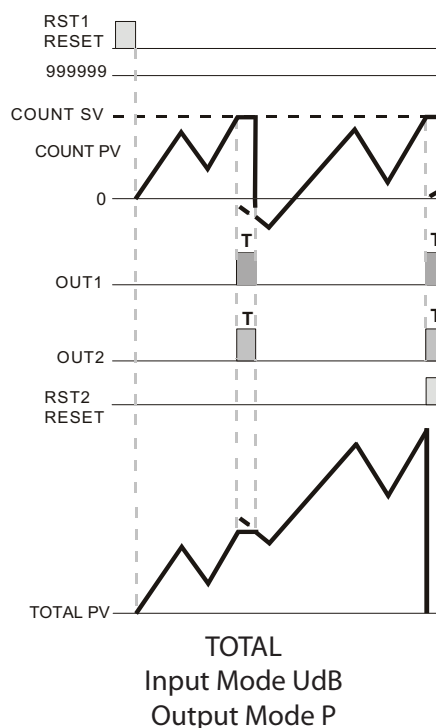 RST1
RESET
999999
COUNT SV
COUNT PV
0
T
T
OUT1
T
T
OUT2
RST2
RESET
TOTAL PV
TOTAL
Input Mode UdB
Output Mode P